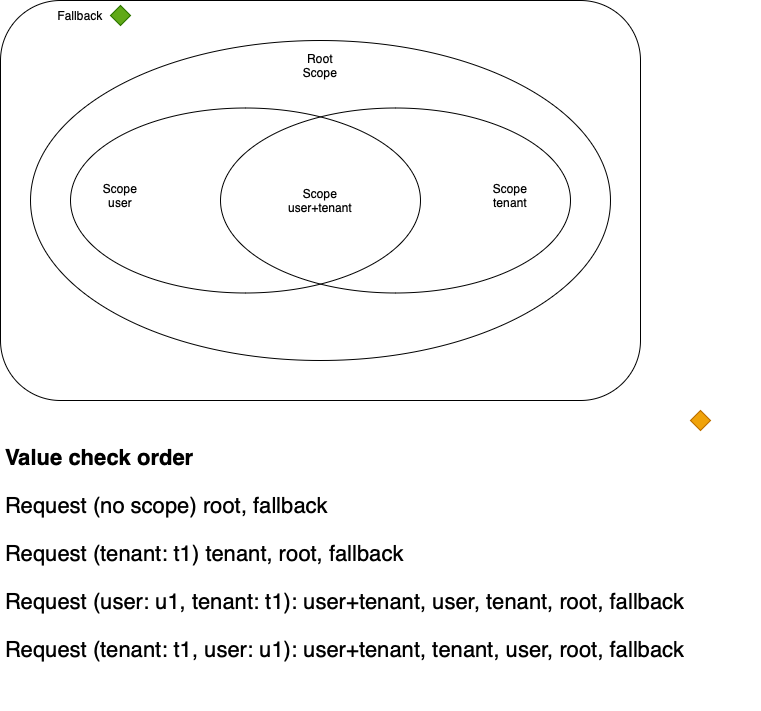 Fallback
Root
Scope
Scope
user
Scope
user+tenant
Scope
tenant
Value check order
Request (no scope) root, fallback
Request (tenant: t1) tenant, root, fallback
Request (user: u1, tenant: t1): user+tenant, user, tenant, root, fallback
Request (tenant: t1, user: u1): user+tenant, tenant, user, root, fallback